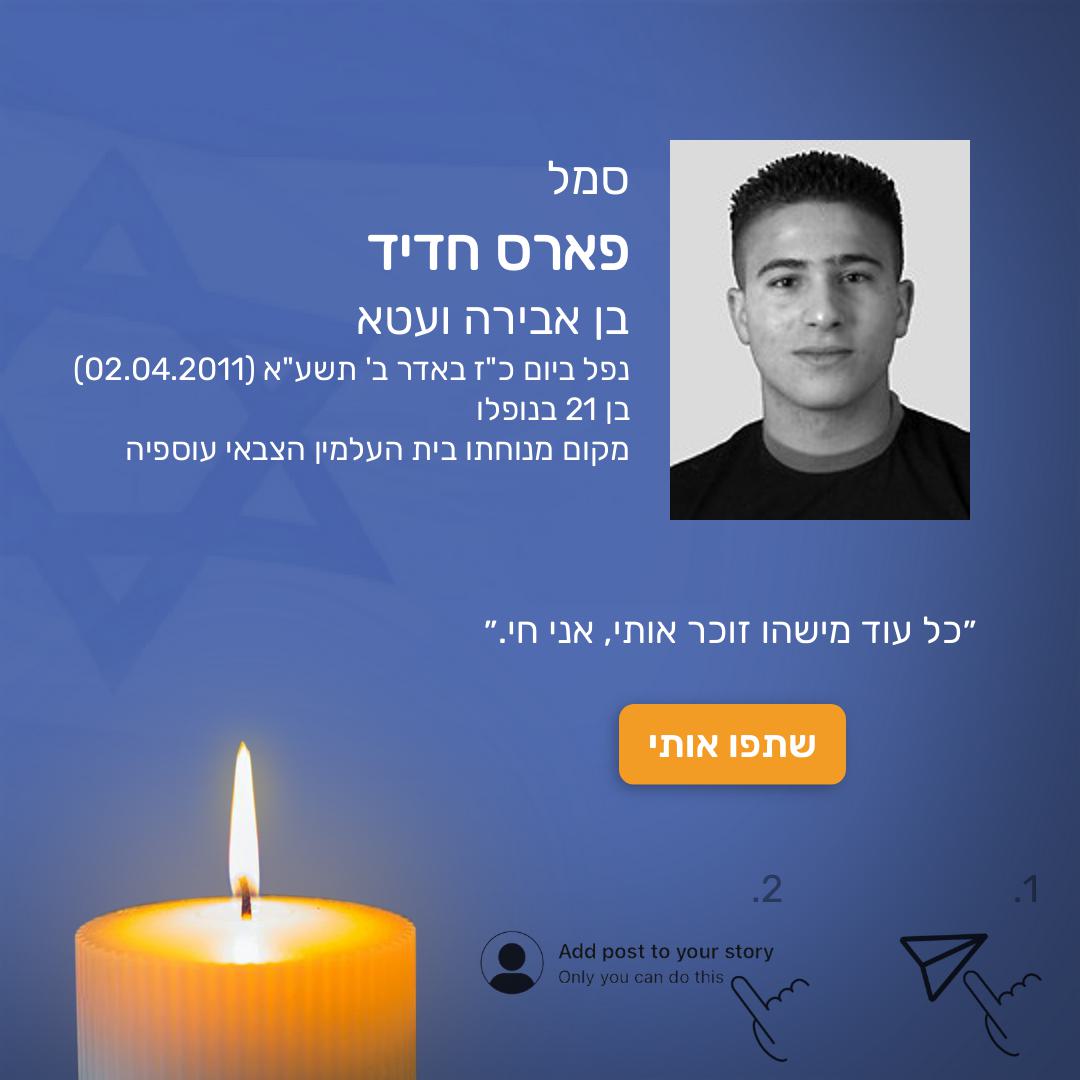 סמל
פארס חדיד
בן אבירה ועטא
נפל ביום כ"ז באדר ב' תשע"א (02.04.2011)
בן 21 בנופלו
מקום מנוחתו בית העלמין הצבאי עוספיה
״כל עוד מישהו זוכר אותי, אני חי.״
שתפו אותי
1.
2.
Add post to your story
Only you can do this